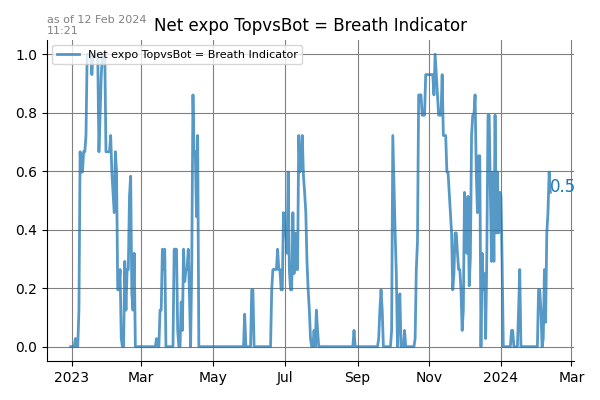 as of 12 Feb 2024
11:21
Net expo TopvsBot = Breath Indicator
Net expo TopvsBot = Breath Indicator
1.0
0.8
0.6
0.4
0.2
0.0
0.5
2023 Mar May Jul Sep Nov 2024 Mar